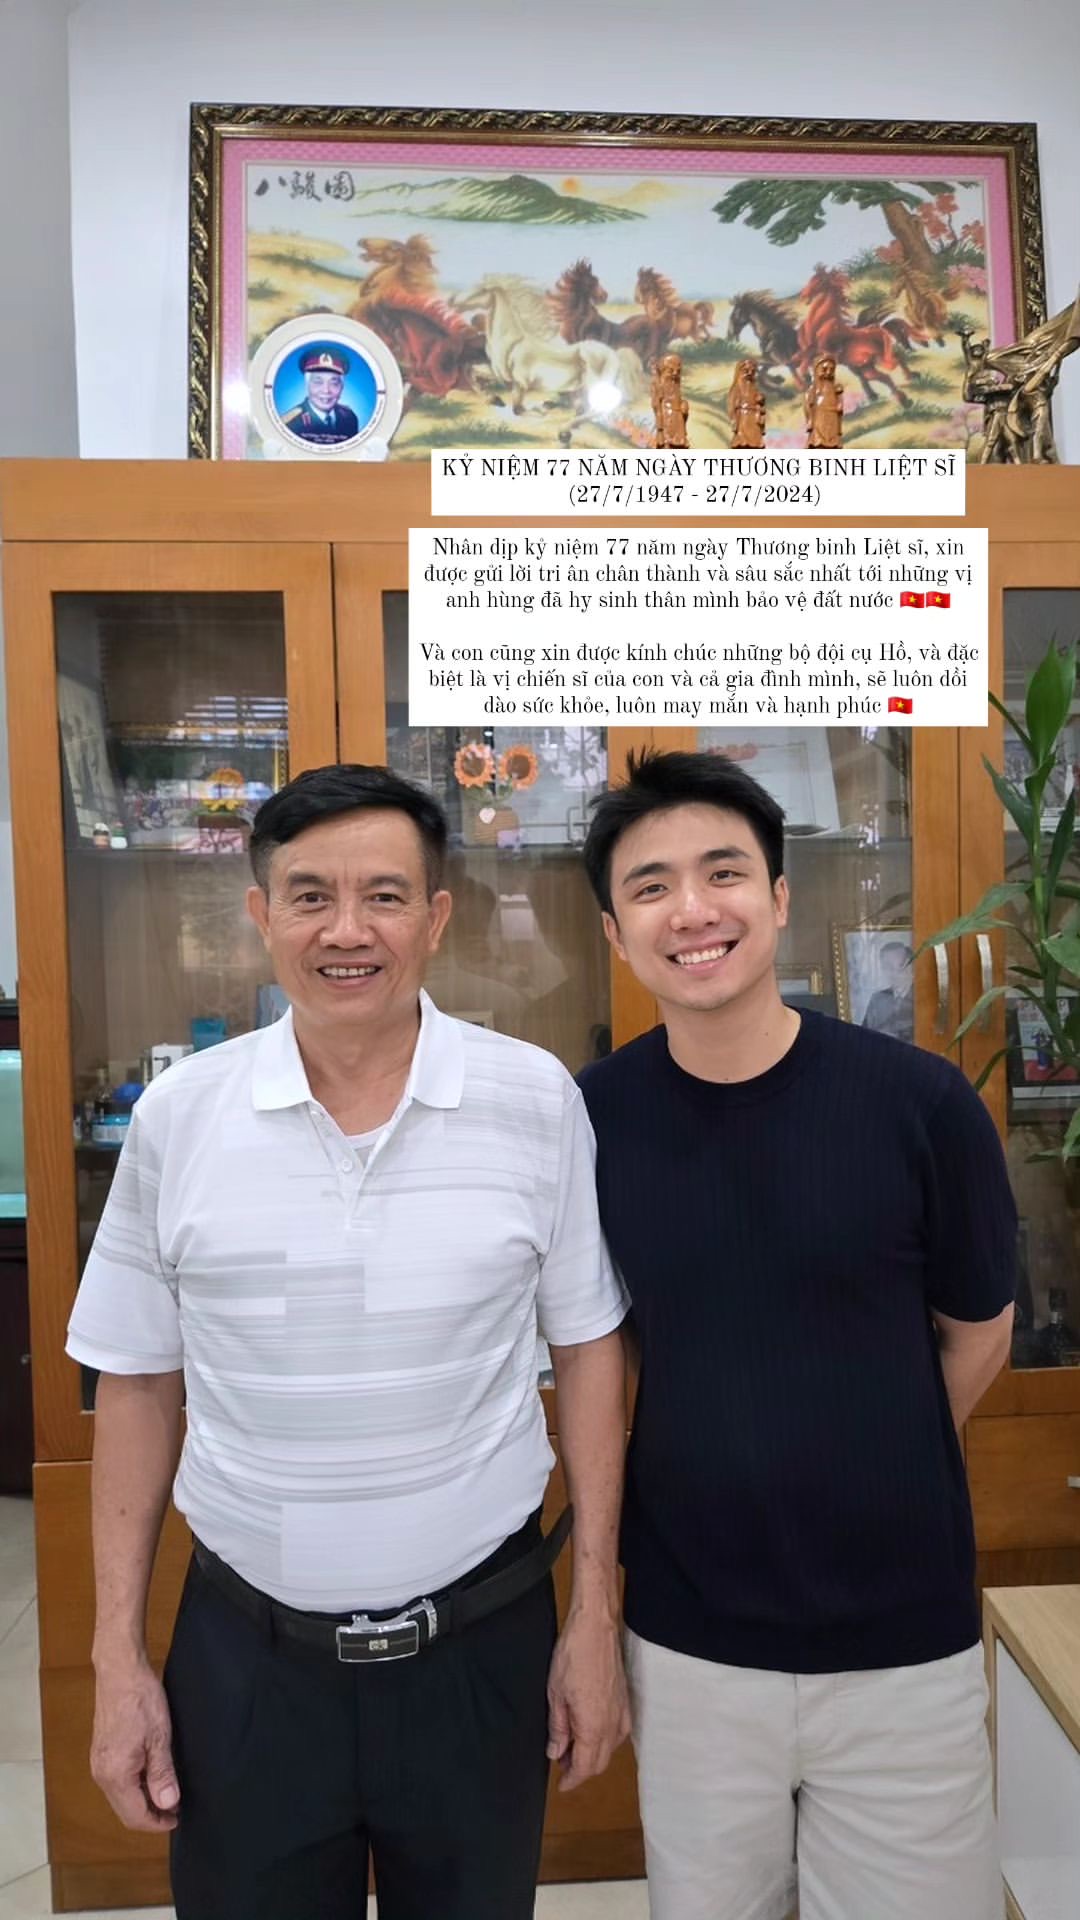 八駿圖
KỶ NIỆM 77 NĂM NGÀY THƯƠNG BINH LIỆT SĨ
(27/7/1947 - 27/7/2024)
Nhân dịp kỷ niệm 77 năm ngày Thương binh Liệt sĩ, xin
được gửi lời tri ân chân thành và sâu sắc nhất tới những vị
anh hùng đã hy sinh thân mình bảo vệ đất nước 🇻🇳🇻🇳
Và con cũng xin được kính chúc những bộ đội cụ Hồ, và đặc
biệt là vị chiến sĩ của con và cả gia đình mình, sẽ luôn dồi
dào sức khỏe, luôn may mắn và hạnh phúc 🇻🇳